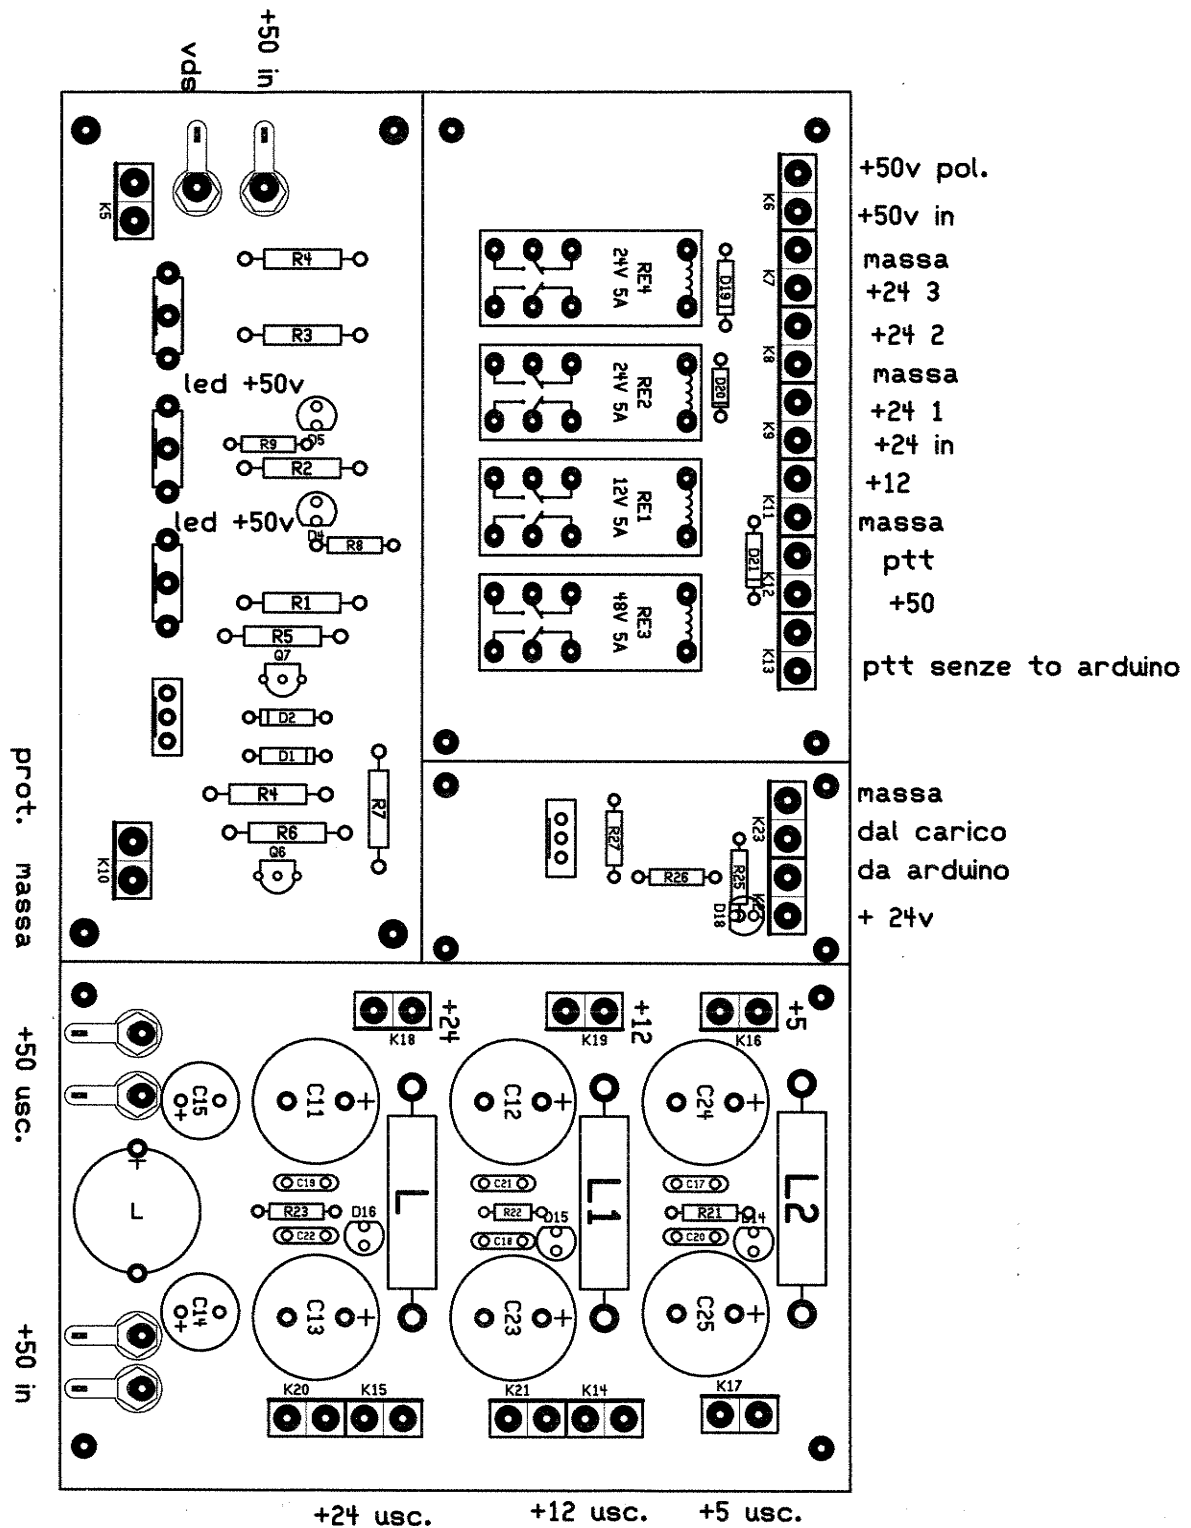 +50 in
vds
K5
R4
R3
led +50v
D5
R9
R2
led +50v
D4
R8
R1
R5
Q7
D2
D1
R4
R7
R6
Q6
K10
prot. massa
RE4
24V 5A
D19
RE2
24V 5A
D20
RE1
12V 5A
D21
RE3
48V 5A
K6
K7
K8
K9
K11
K12
K13
+50v pol.
+50v in
massa
+24 3
+24 2
massa
+24 1
+24 in
+12
massa
ptt
+50
ptt senze to arduino
R27
R26
R25
D18
K23
massa
dal carico
da arduino
+ 24v
K18
+24
K19
+12
K16
+5
+50 usc.
C15
C11
C12
C24
L
C19
R23
C22
D16
L
C21
R22
C18
D15
L1
C17
R21
C20
D14
L2
C14
C13
C23
C25
+50 in
K20
K15
K21
K14
K17
+24 usc.
+12 usc.
+5 usc.